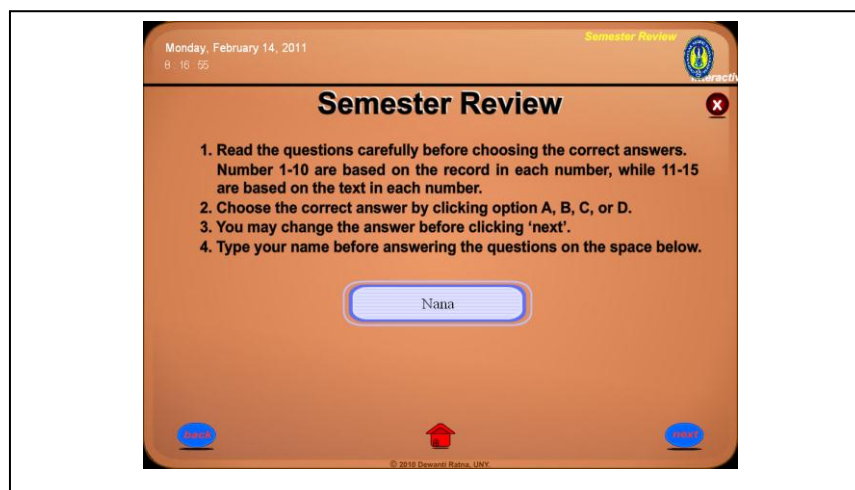 Monday, February 14, 2011
8 : 16 : 55
Semester Review
Interactiv
Semester Review
X
1. Read the questions carefully before choosing the correct answers.
Number 1-10 are based on the record in each number, while 11-15
are based on the text in each number.
2. Choose the correct answer by clicking option A, B, C, or D.
3. You may change the answer before clicking ‘next’.
4. Type your name before answering the questions on the space below.
Nana
back
next
© 2010 Dewanti Ratna, UNY.